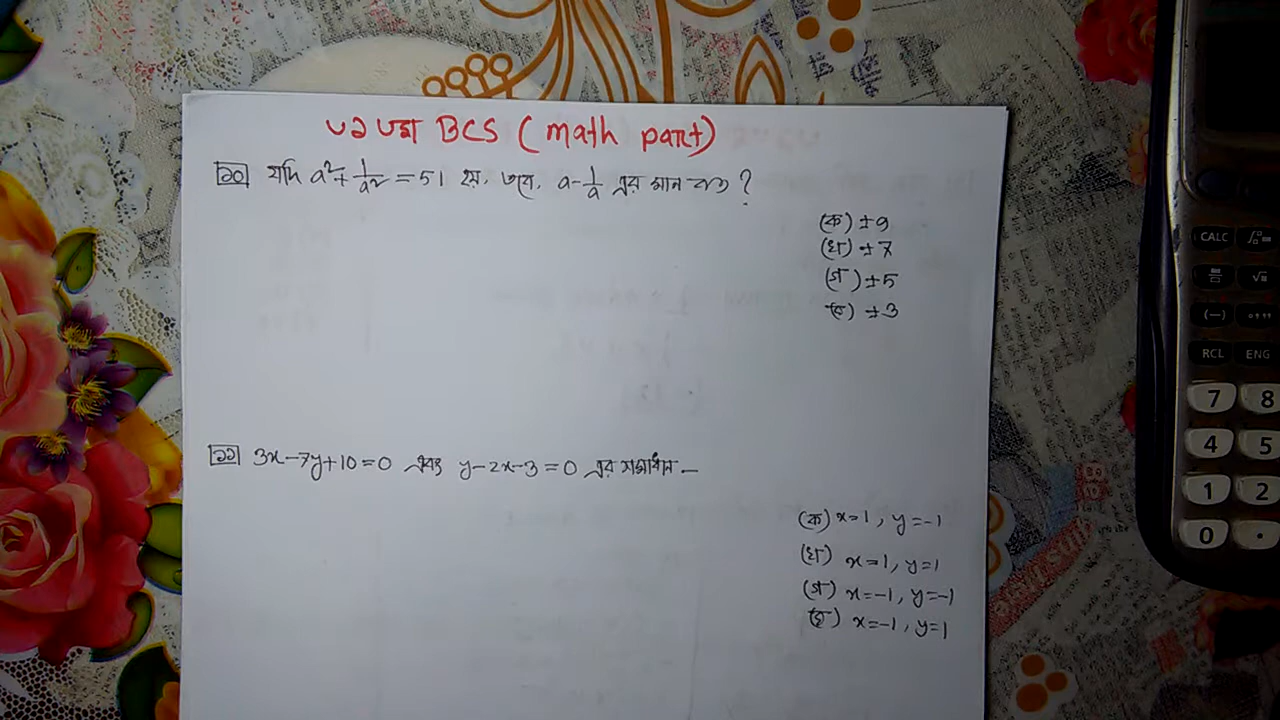 ৬১ তম BCS (math part)
১০ যদি a²+1/a²=51 হয়, তবে, a-1/a এর মান কত ?
(ক) ±9
(খ) ±7
(গ) ±5
(ঘ) ±3
১১ 3x-7y+10=0 এবং y-2x-3=0 এর সমাধান —
(ক) x=1, y=-1
(খ) x=1, y=1
(গ) x=-1, y=-1
(ঘ) x=-1, y=1
CALC
RCL ENG
7 8
4 5
1 2
0 .